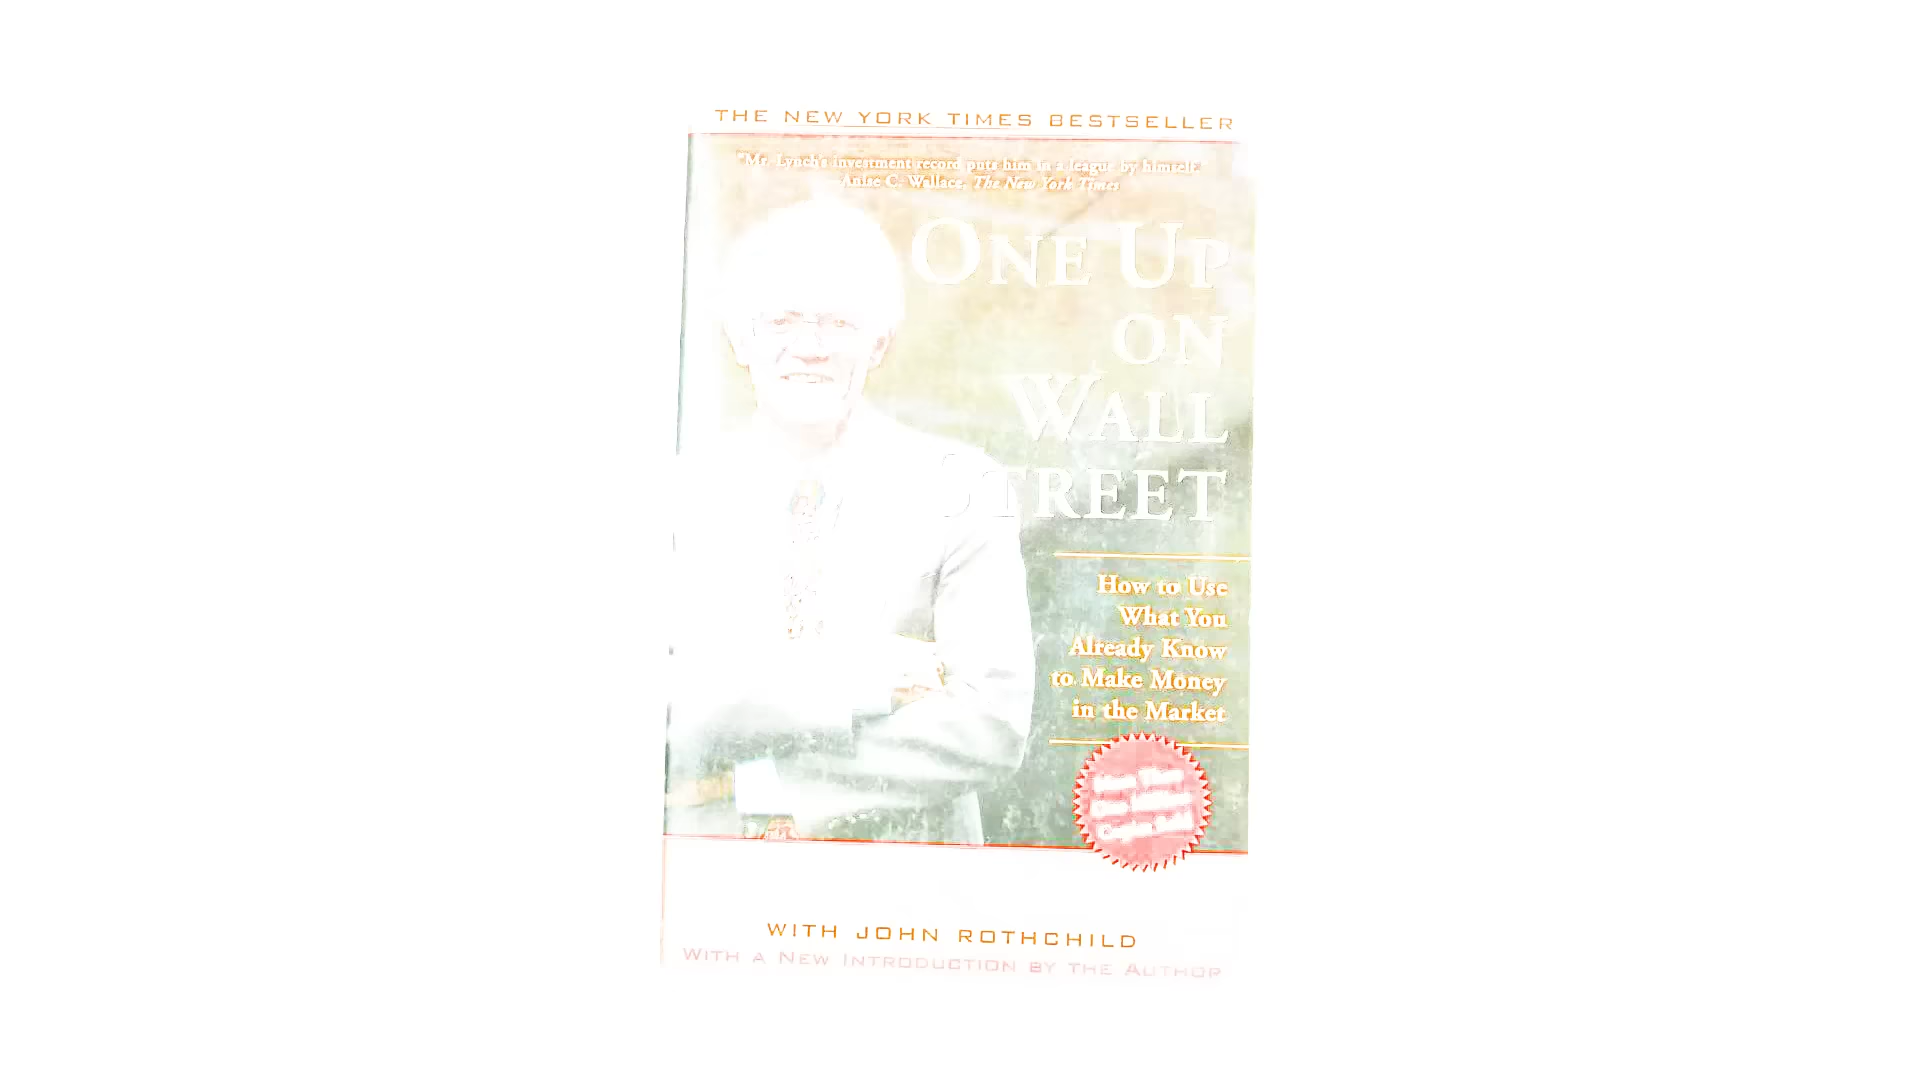 THE NEW YORK TIMES BESTSELLER
"Mr. Lynch's investment record puts him in a league by himself."
—Anise C. Wallace, The New York Times
ONE UP
ON
WALL
STREET
How to Use
What You
Already Know
to Make Money
in the Market
WITH JOHN ROTHCHILD
WITH A NEW INTRODUCTION BY THE AUTHOR